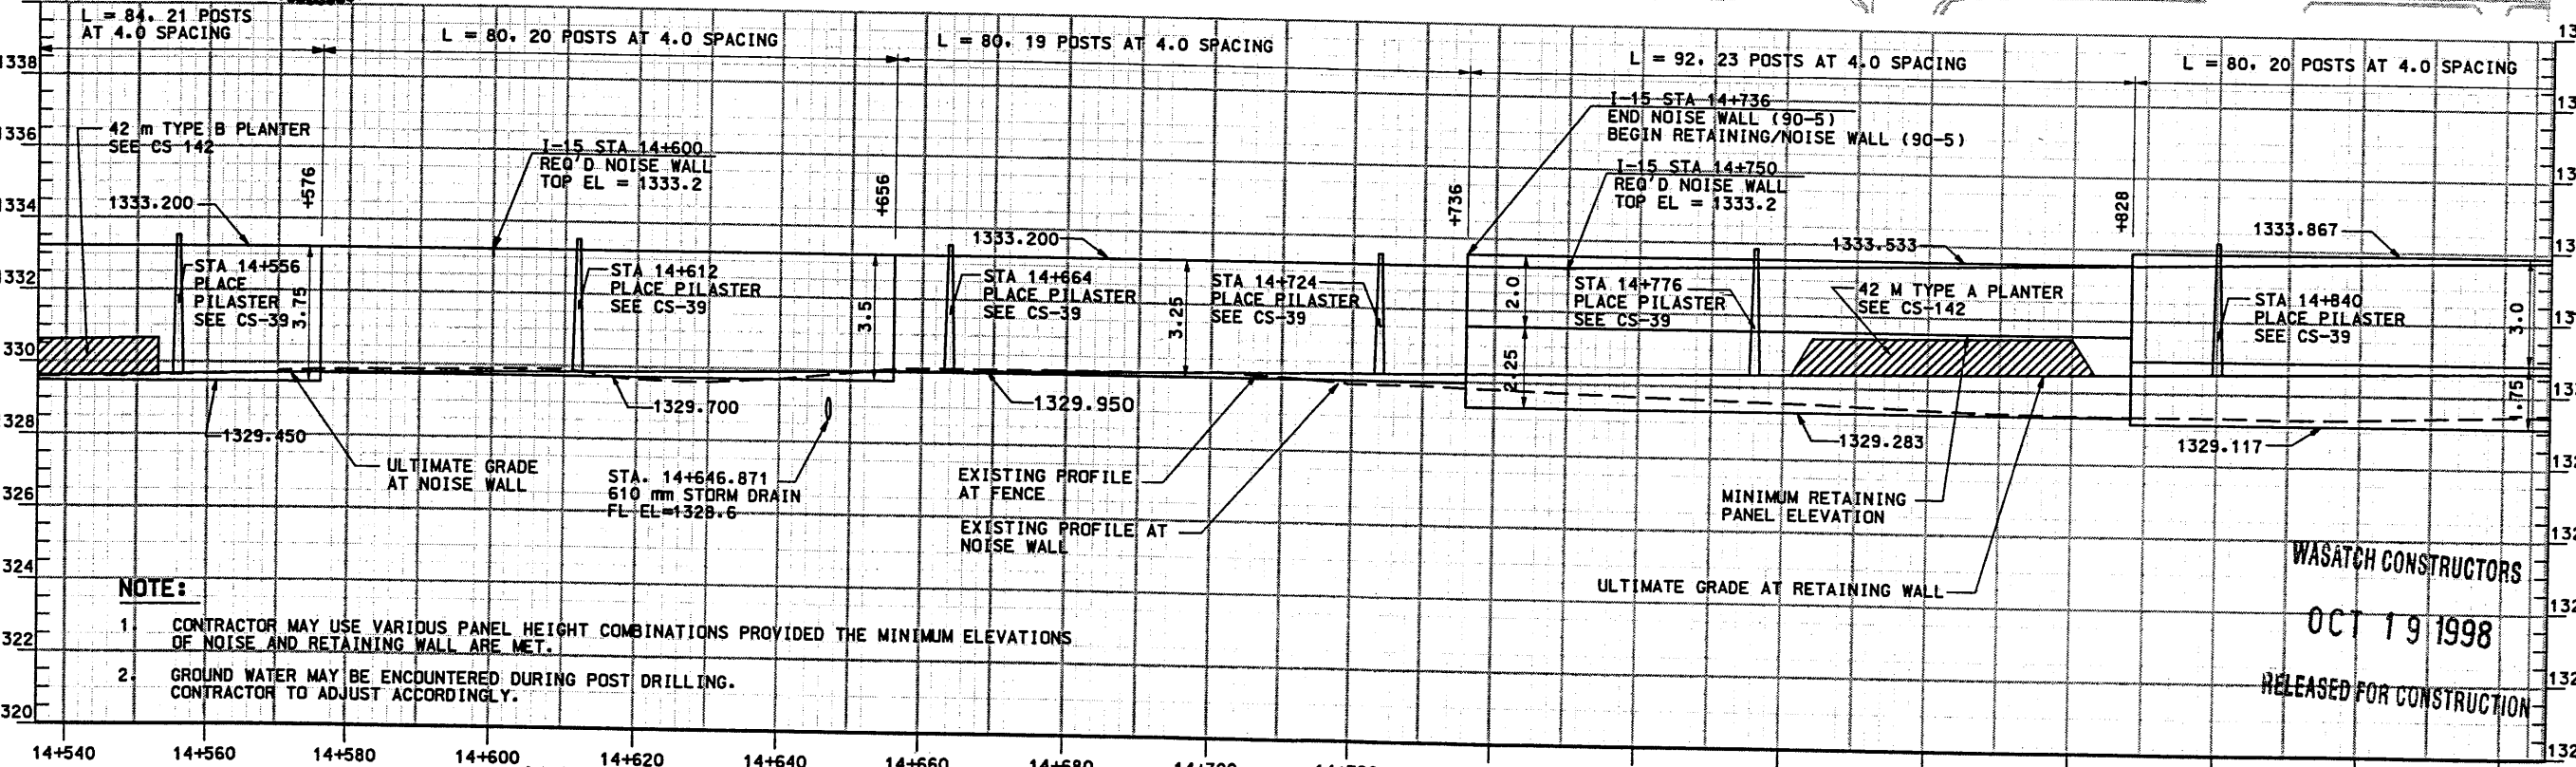 L = 84. 21 POSTS
AT 4.0 SPACING
L = 80. 20 POSTS AT 4.0 SPACING
L = 80. 19 POSTS AT 4.0 SPACING
L = 92. 23 POSTS AT 4.0 SPACING
L = 80. 20 POSTS AT 4.0 SPACING
1338
1336
1334
1332
330
328
326
324
322
320
42 m TYPE B PLANTER
SEE CS 142
1333.200
+576
I-15 STA 14+600
REQ'D NOISE WALL
TOP EL = 1333.2
+656
I-15 STA 14+736
END NOISE WALL (90-5)
BEGIN RETAINING/NOISE WALL (90-5)
I-15 STA 14+750
REQ'D NOISE WALL
TOP EL = 1333.2
+736
+828
1333.200
1333.533
1333.867
STA 14+556
PLACE
PILASTER
SEE CS-39
3.75
STA 14+612
PLACE PILASTER
SEE CS-39
3.5
STA 14+664
PLACE PILASTER
SEE CS-39
3.25
STA 14+724
PLACE PILASTER
SEE CS-39
2.0
2.25
STA 14+776
PLACE PILASTER
SEE CS-39
42 M TYPE A PLANTER
SEE CS-142
STA 14+840
PLACE PILASTER
SEE CS-39
3.0
1.75
1329.450
1329.700
1329.950
1329.283
1329.117
ULTIMATE GRADE
AT NOISE WALL
STA. 14+646.871
610 mm STORM DRAIN
FL EL=1328.6
EXISTING PROFILE
AT FENCE
EXISTING PROFILE AT
NOISE WALL
MINIMUM RETAINING
PANEL ELEVATION
ULTIMATE GRADE AT RETAINING WALL
NOTE:
1. CONTRACTOR MAY USE VARIOUS PANEL HEIGHT COMBINATIONS PROVIDED THE MINIMUM ELEVATIONS
OF NOISE AND RETAINING WALL ARE MET.
2. GROUND WATER MAY BE ENCOUNTERED DURING POST DRILLING.
CONTRACTOR TO ADJUST ACCORDINGLY.
WASATCH CONSTRUCTORS
OCT 19 1998
RELEASED FOR CONSTRUCTION
14+540 14+560 14+580 14+600 14+620 14+640 14+660 14+680 14+700